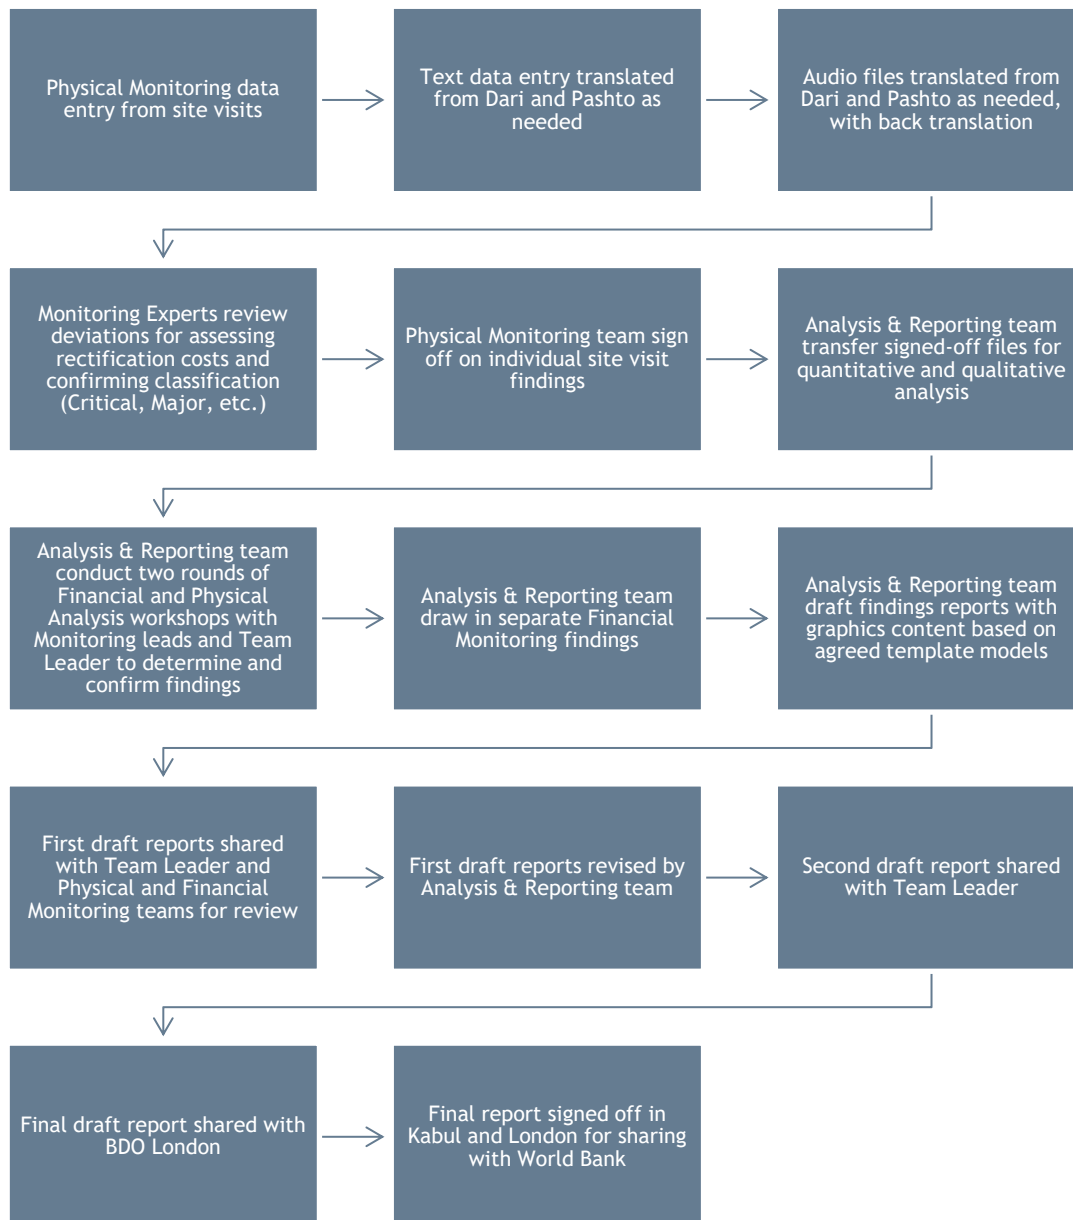 Physical Monitoring data
entry from site visits
Text data entry translated
from Dari and Pashto as
needed
Audio files translated from
Dari and Pashto as needed,
with back translation
Monitoring Experts review
deviations for assessing
rectification costs and
confirming classification
(Critical, Major, etc.)
Physical Monitoring team sign
off on individual site visit
findings
Analysis & Reporting team
transfer signed-off files for
quantitative and qualitative
analysis
Analysis & Reporting team
conduct two rounds of
Financial and Physical
Analysis workshops with
Monitoring leads and Team
Leader to determine and
confirm findings
Analysis & Reporting team
draw in separate Financial
Monitoring findings
Analysis & Reporting team
draft findings reports with
graphics content based on
agreed template models
First draft reports shared
with Team Leader and
Physical and Financial
Monitoring teams for review
First draft reports revised by
Analysis & Reporting team
Second draft report shared
with Team Leader
Final draft report shared with
BDO London
Final report signed off in
Kabul and London for sharing
with World Bank